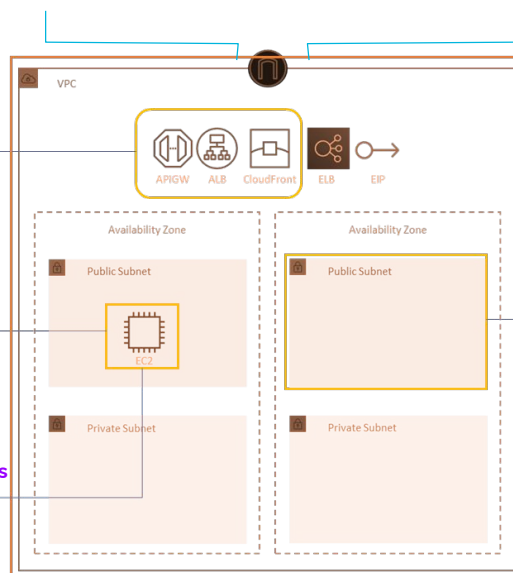 VPC
APIGW
ALB
CloudFront
ELB
EIP
Availability Zone
Availability Zone
Public Subnet
Public Subnet
EC2
Private Subnet
Private Subnet
s